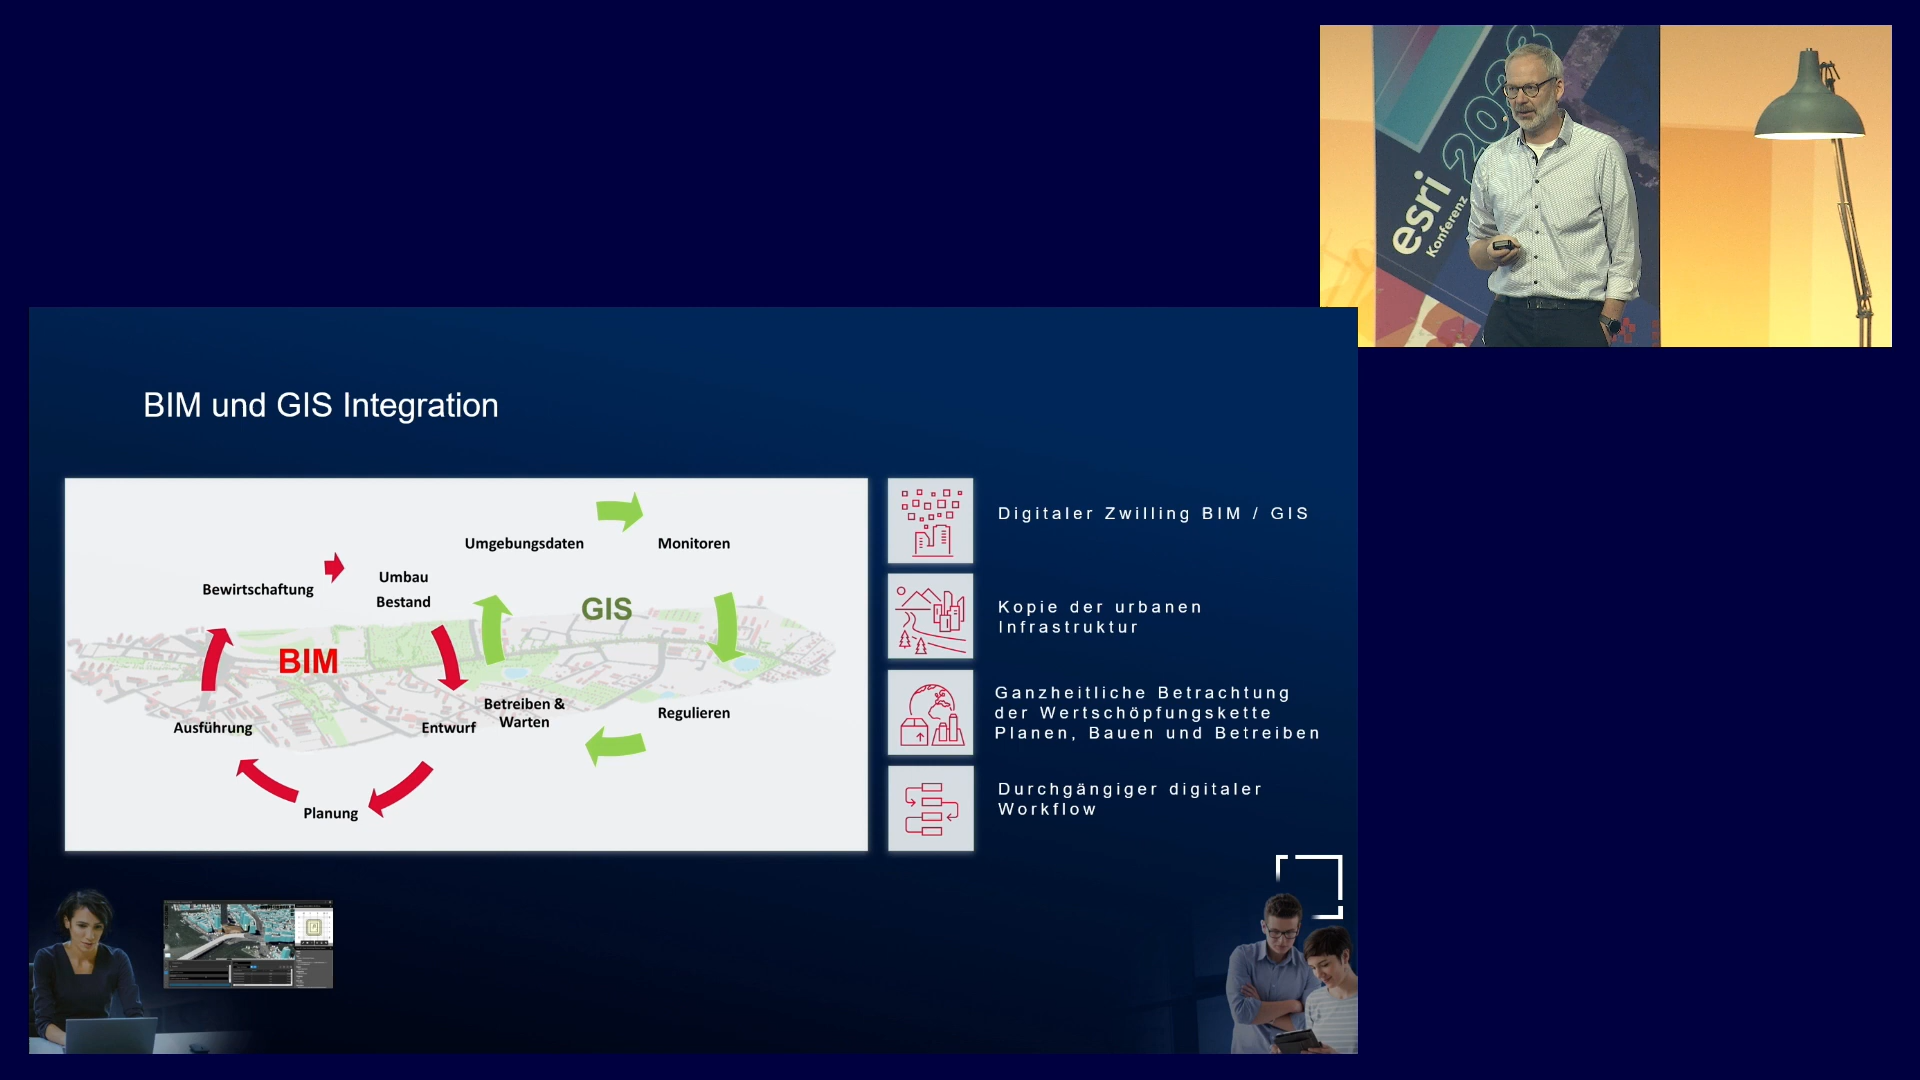 esri
Konferenz
2023
BIM und GIS Integration
Umgebungsdaten
Monitoren
Bewirtschaftung
Umbau
Bestand
GIS
BIM
Betreiben &
Warten
Regulieren
Ausführung
Entwurf
Planung
Digitaler Zwilling BIM / GIS
Kopie der urbanen
Infrastruktur
Ganzheitliche Betrachtung
der Wertschöpfungskette
Planen, Bauen und Betreiben
Durchgängiger digitaler
Workflow